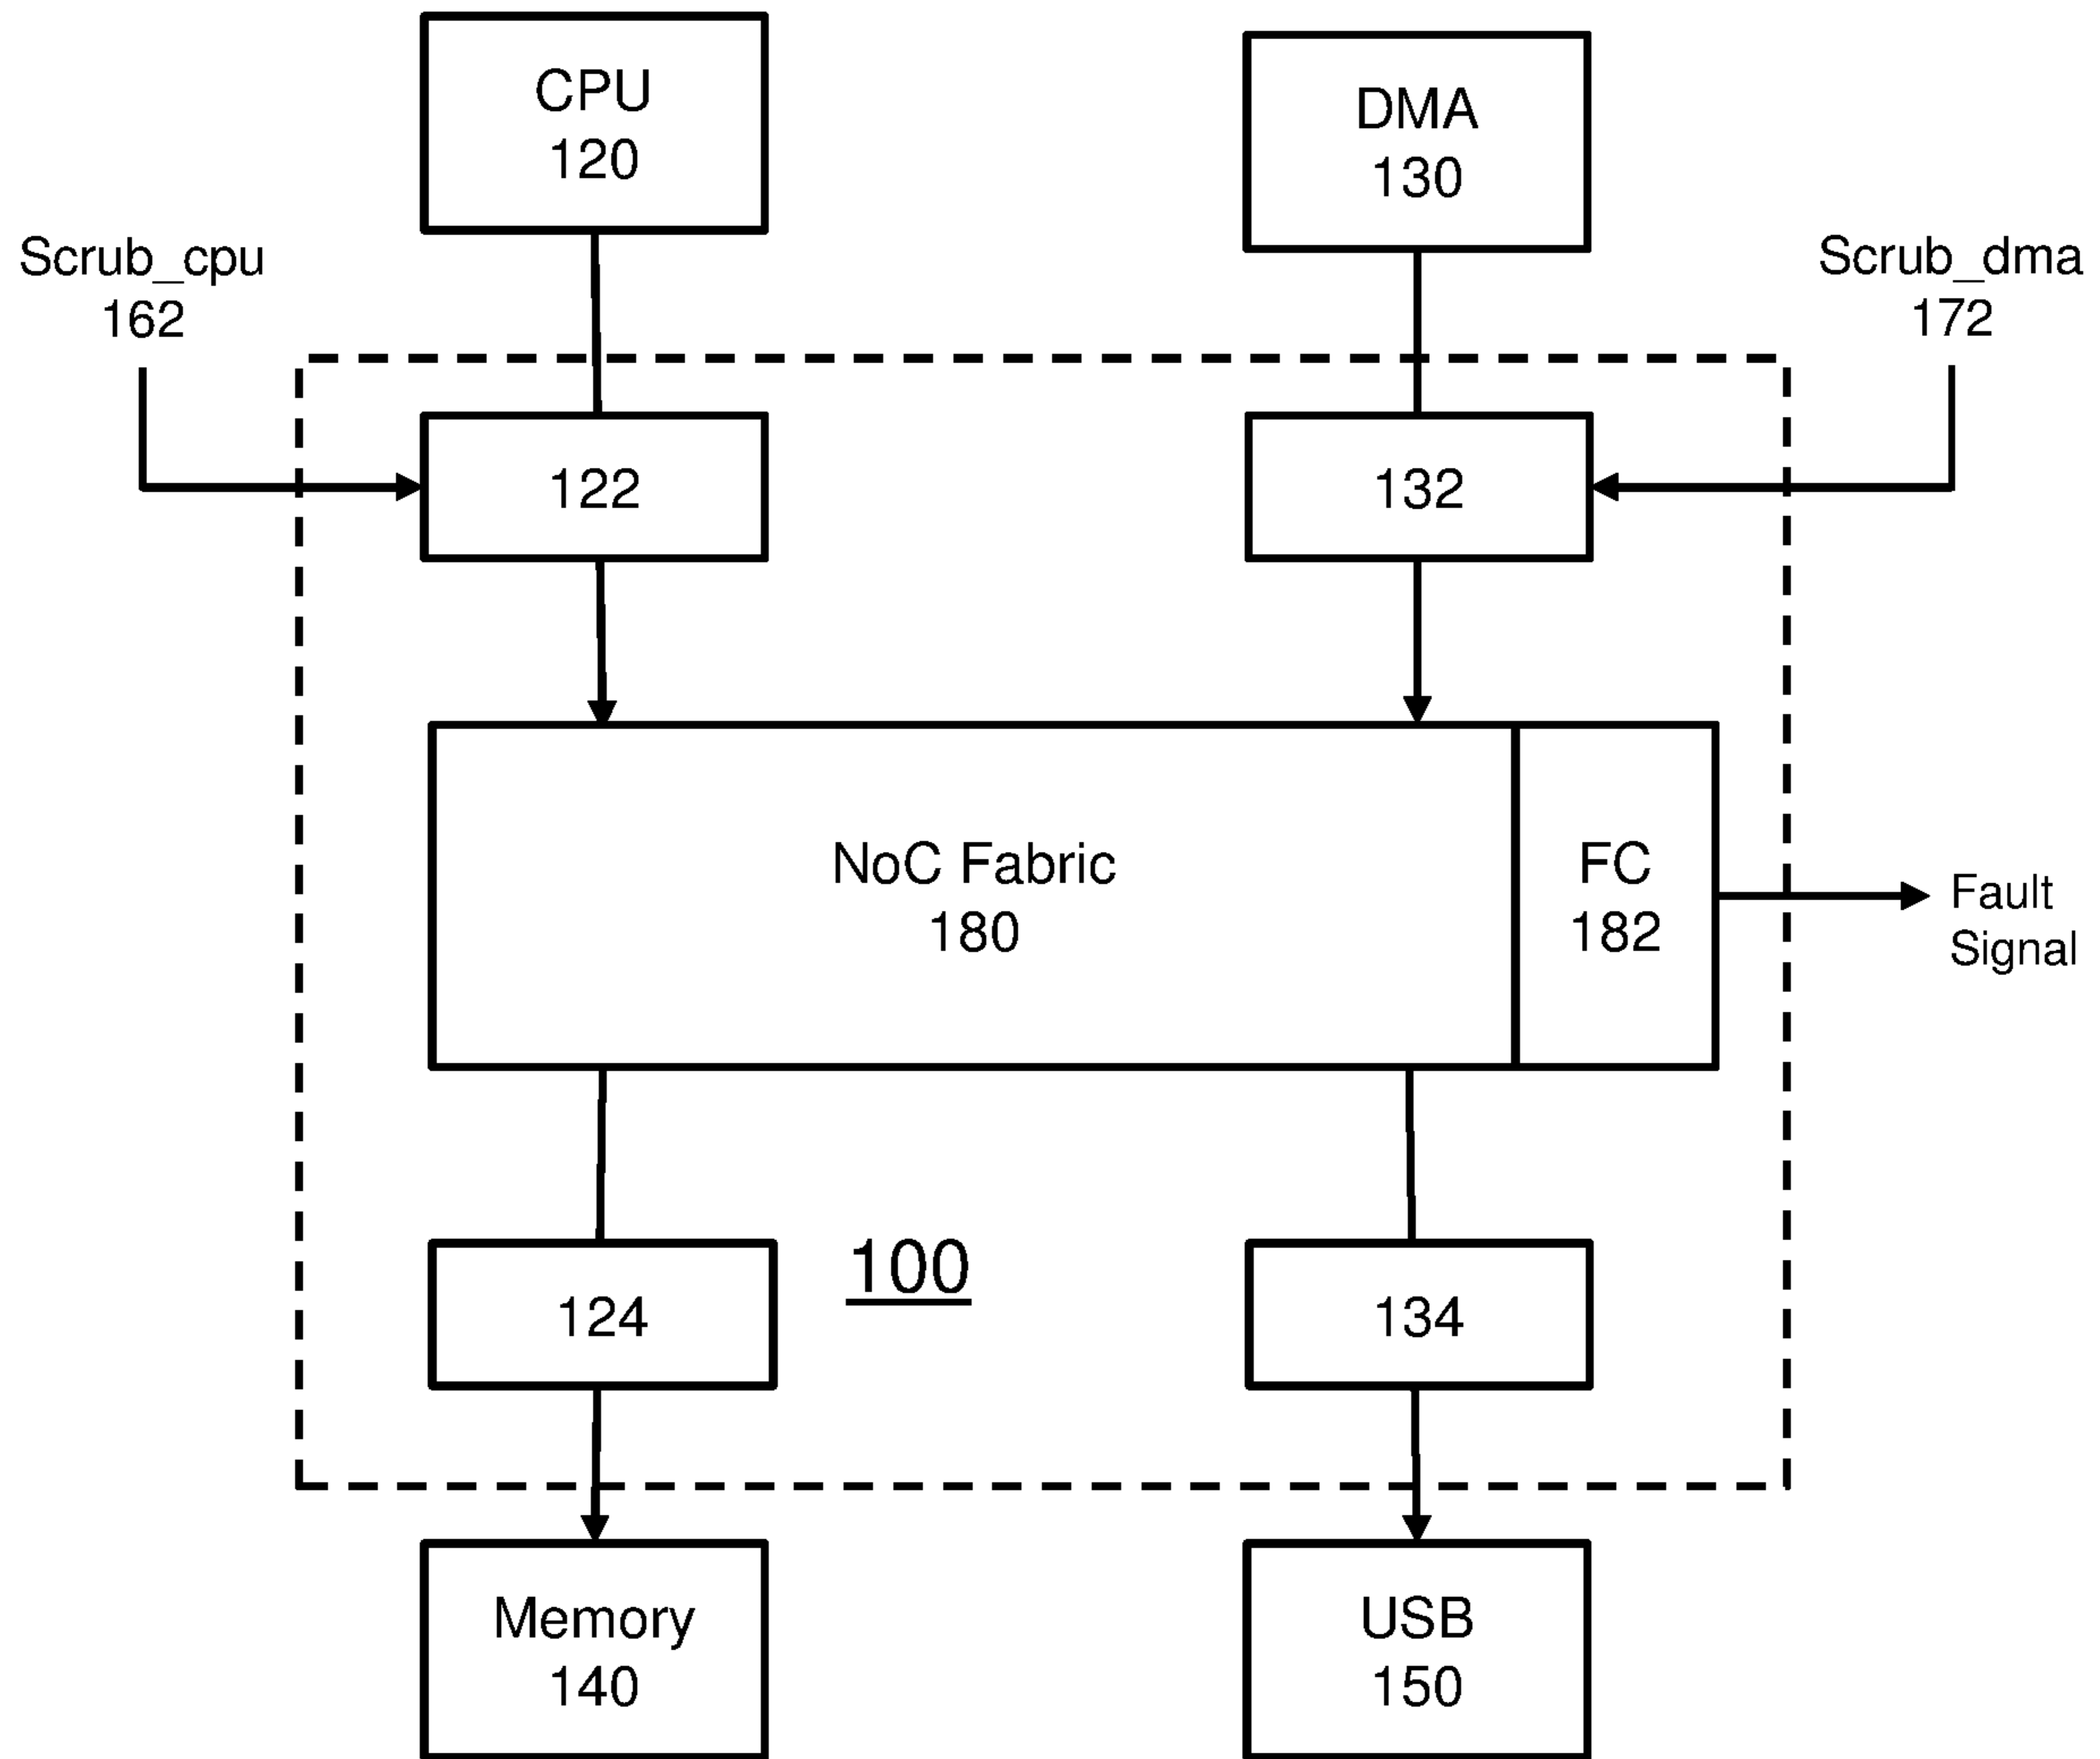 CPU
120
DMA
130
Scrub_cpu
162
Scrub_dma
172
122
132
NoC Fabric
180
FC
182
Fault
Signal
100
124
134
Memory
140
USB
150